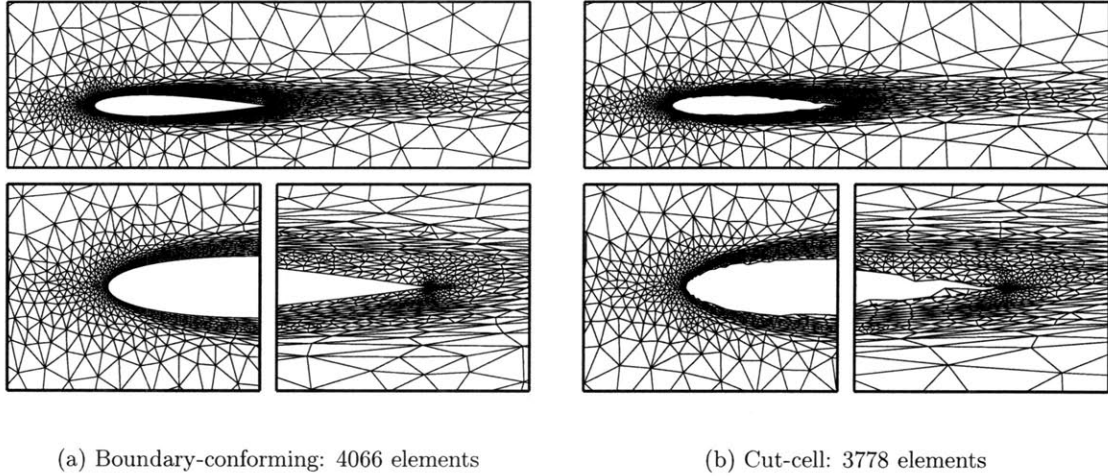 (a) Boundary-conforming: 4066 elements
(b) Cut-cell: 3778 elements